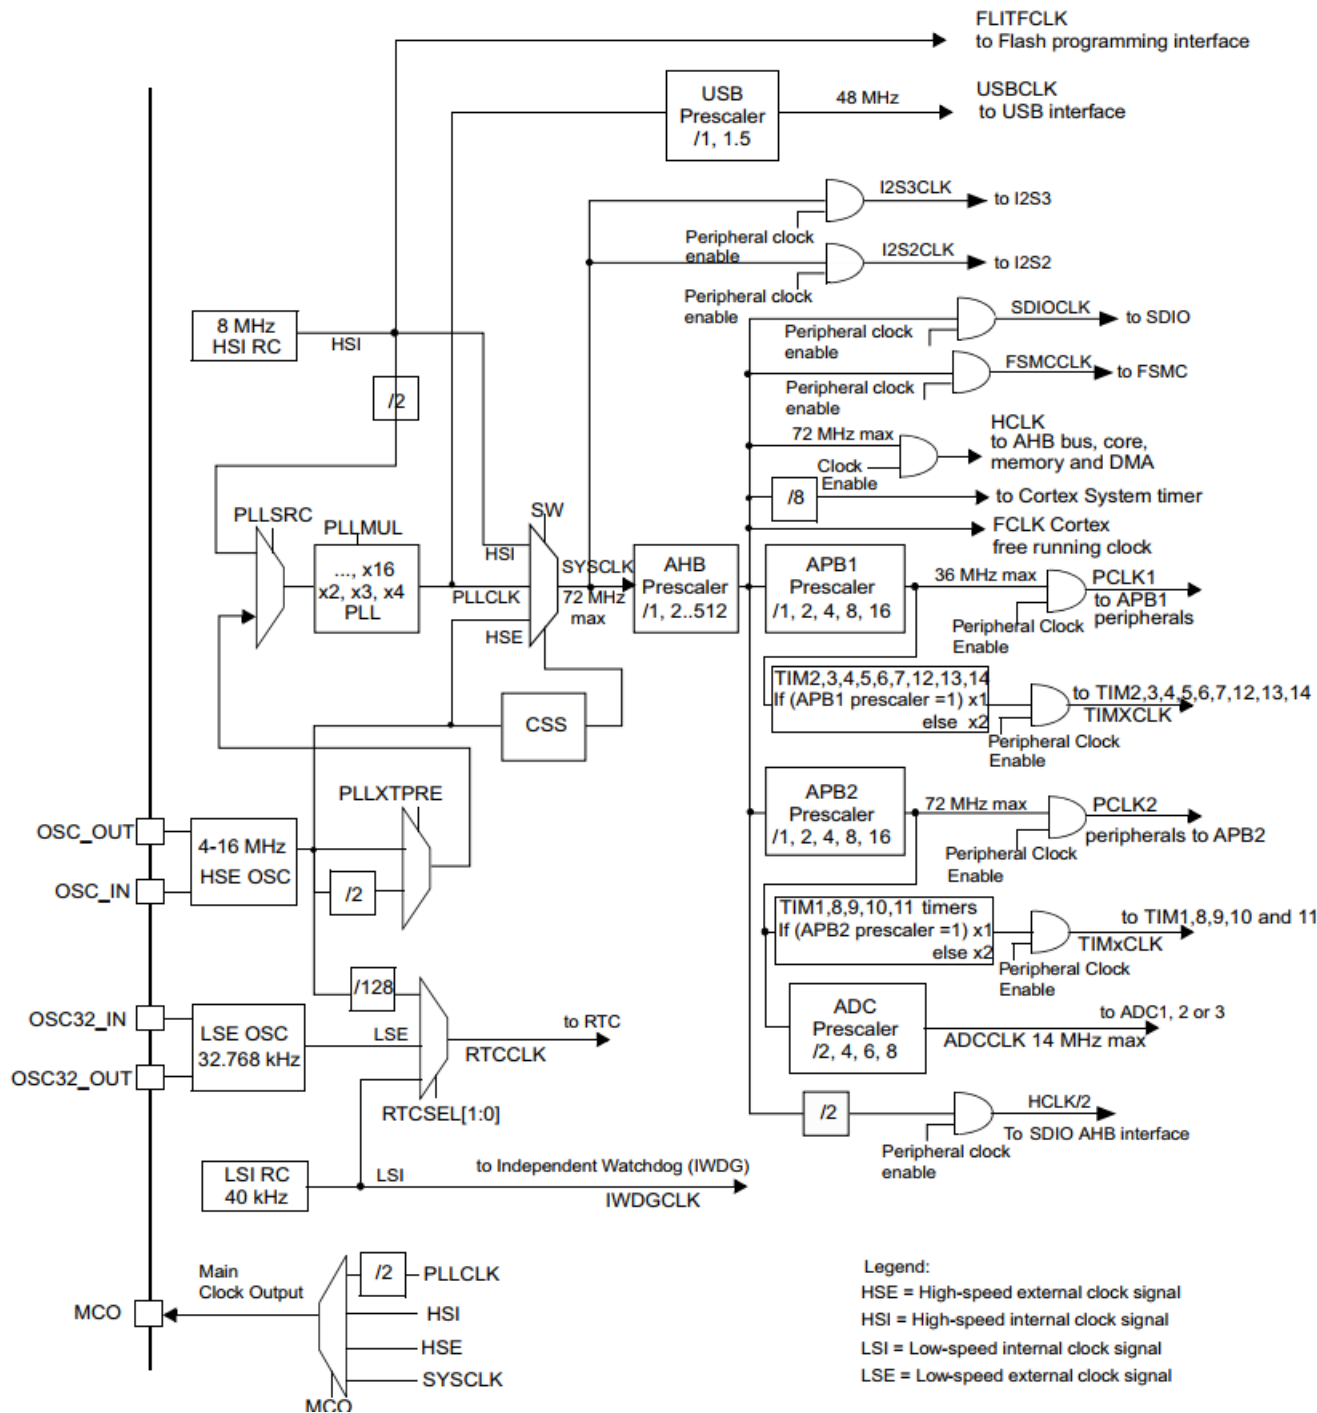 FLITFCLK
to Flash programming interface
USB
Prescaler
/1, 1.5
48 MHz
USBCLK
to USB interface
I2S3CLK
to I2S3
Peripheral clock
enable
I2S2CLK
to I2S2
Peripheral clock
enable
8 MHz
HSI RC
HSI
SDIOCLK
to SDIO
Peripheral clock
enable
FSMCCLK
to FSMC
Peripheral clock
enable
/2
72 MHz max
HCLK
to AHB bus, core,
memory and DMA
Clock
Enable
/8
to Cortex System timer
FCLK Cortex
free running clock
PLLSRC
PLLMUL
..., x16
x2, x3, x4
PLL
SW
HSI
PLLCLK
HSE
SYSCLK
72 MHz
max
AHB
Prescaler
/1, 2..512
APB1
Prescaler
/1, 2, 4, 8, 16
36 MHz max
PCLK1
to APB1
peripherals
Peripheral Clock
Enable
TIM2,3,4,5,6,7,12,13,14
If (APB1 prescaler =1) x1
else x2
to TIM2,3,4,5,6,7,12,13,14
TIMXCLK
Peripheral Clock
Enable
CSS
PLLXTPRE
OSC_OUT
OSC_IN
4-16 MHz
HSE OSC
/2
APB2
Prescaler
/1, 2, 4, 8, 16
72 MHz max
PCLK2
peripherals to APB2
Peripheral Clock
Enable
TIM1,8,9,10,11 timers
If (APB2 prescaler =1) x1
else x2
to TIM1,8,9,10 and 11
TIMxCLK
Peripheral Clock
Enable
/128
OSC32_IN
OSC32_OUT
LSE OSC
32.768 kHz
LSE
to RTC
RTCCLK
RTCSEL[1:0]
ADC
Prescaler
/2, 4, 6, 8
to ADC1, 2 or 3
ADCCLK 14 MHz max
/2
HCLK/2
To SDIO AHB interface
Peripheral clock
enable
LSI RC
40 kHz
LSI
to Independent Watchdog (IWDG)
IWDGCLK
Main
Clock Output
MCO
/2
PLLCLK
HSI
HSE
SYSCLK
MCO
Legend:
HSE = High-speed external clock signal
HSI = High-speed internal clock signal
LSI = Low-speed internal clock signal
LSE = Low-speed external clock signal